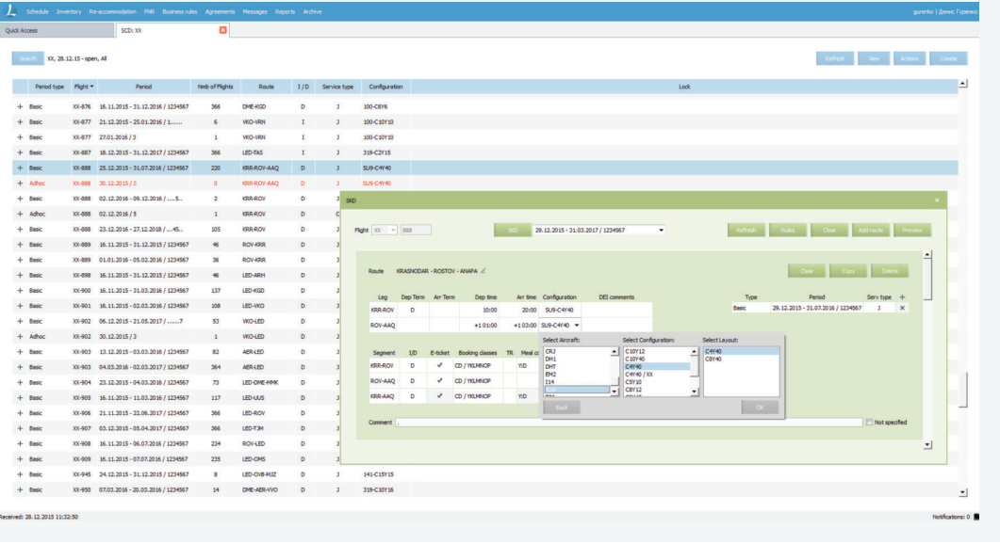 Schedule Inventory Re-accommodation PNR Business rules Agreements Messages Reports Archive gurenko | Денис Гуренко
Quick Access SCD: XX
Search XX, 28.12.15 - open, All Refresh View Actions Create
Period type Flight Period Nmb of Flights Route I / D Service type Configuration Lock
+ Basic XX-876 16.11.2015 - 31.12.2016 / 1234567 366 DME-KGD D J 100-C6Y6
+ Basic XX-877 21.12.2015 - 25.01.2016 / 1...... 6 VKO-VRN I J 100-C10Y10
+ Basic XX-877 27.01.2016 / 3 1 VKO-VRN I J 100-C10Y10
+ Basic XX-887 18.12.2015 - 31.12.2017 / 1234567 366 LED-TAS I J 319-C2Y15
+ Basic XX-888 25.12.2015 - 31.07.2016 / 1234567 220 KRR-ROV-AAQ D J SU9-C4Y40
+ Adhoc XX-888 30.12.2015 / 3 0 KRR-ROV-AAQ D J SU9-C4Y40
+ Basic XX-888 02.12.2016 - 09.12.2016 / ....5.. 2 KRR-ROV D J
+ Adhoc XX-888 02.12.2016 / 5 1 KRR-ROV D C
+ Basic XX-888 23.12.2016 - 27.12.2018 / ...45.. 105 KRR-ROV D J
+ Basic XX-889 16.11.2015 - 31.12.2015 / 1234567 46 ROV-KRR D J
+ Basic XX-889 01.01.2016 - 05.02.2016 / 1234567 36 ROV-KRR D J
+ Basic XX-898 16.11.2015 - 31.12.2015 / 1234567 46 LED-ARH D J
+ Basic XX-900 16.11.2015 - 31.03.2016 / 1234567 137 LED-KGD D J
+ Basic XX-901 16.11.2015 - 02.03.2016 / 1234567 108 LED-VKO D J
+ Basic XX-902 06.12.2015 - 21.05.2017 / ......7 53 VKO-LED D J
+ Adhoc XX-902 30.12.2015 / 3 1 VKO-LED D J
+ Basic XX-903 13.12.2015 - 03.03.2016 / 1234567 82 AER-LED D J
+ Basic XX-903 04.03.2016 - 02.03.2017 / 1234567 364 AER-LED D J
+ Basic XX-904 23.12.2015 - 04.03.2016 / 1234567 73 LED-DME-MMK D J
+ Basic XX-905 16.11.2015 - 11.03.2016 / 1234567 117 LED-UUS D J
+ Basic XX-906 21.11.2015 - 22.06.2017 / 1234567 366 LED-ROV D J
+ Basic XX-907 03.12.2015 - 05.04.2017 / 1234567 366 LED-TJM D J
+ Basic XX-908 16.11.2015 - 06.07.2016 / 1234567 234 ROV-LED D J
+ Basic XX-909 16.11.2015 - 07.07.2016 / 1234567 235 LED-OMS D J
+ Basic XX-945 24.12.2015 - 31.12.2015 / 1234567 8 LED-OVB-MJZ D J 141-C15Y15
+ Basic XX-950 07.03.2016 - 20.03.2016 / 1234567 14 DME-AER-VVO D J 319-C10Y16
SKD ×
Flight XX 888 SKD 29.12.2015 - 31.03.2017 / 1234567 Refresh Rules Clear Add route Preview
Route KRASNODAR - ROSTOV - ANAPA Clear Copy Delete
Leg Dep Term Arr Term Dep time Arr time Configuration DEI comments Type Period Serv type +
KRR-ROV D 10:00 20:00 SU9-C4Y40 Basic 29.12.2015 - 31.07.2016 / 1234567 J ×
ROV-AAQ +1 01:00 +1 03:00 SU9-C4Y40
Select Aircraft: Select Configuration: Select Layout:
CRJ C10Y12 C4Y40
DH1 C10Y40 C8Y40
DHT C4Y40
EM2 C4Y40 / XX
I14 C5Y10
C8Y12
Back OK
Segment I/D E-ticket Booking classes TR Meal co
KRR-ROV D ✓ CD / YKLMNOP Y:D
ROV-AAQ D ✓ CD / YKLMNOP
KRR-AAQ D ✓ CD / YKLMNOP Y:D
Comment . Not specified
Received: 28.12.2015 11:32:50 Notifications: 0